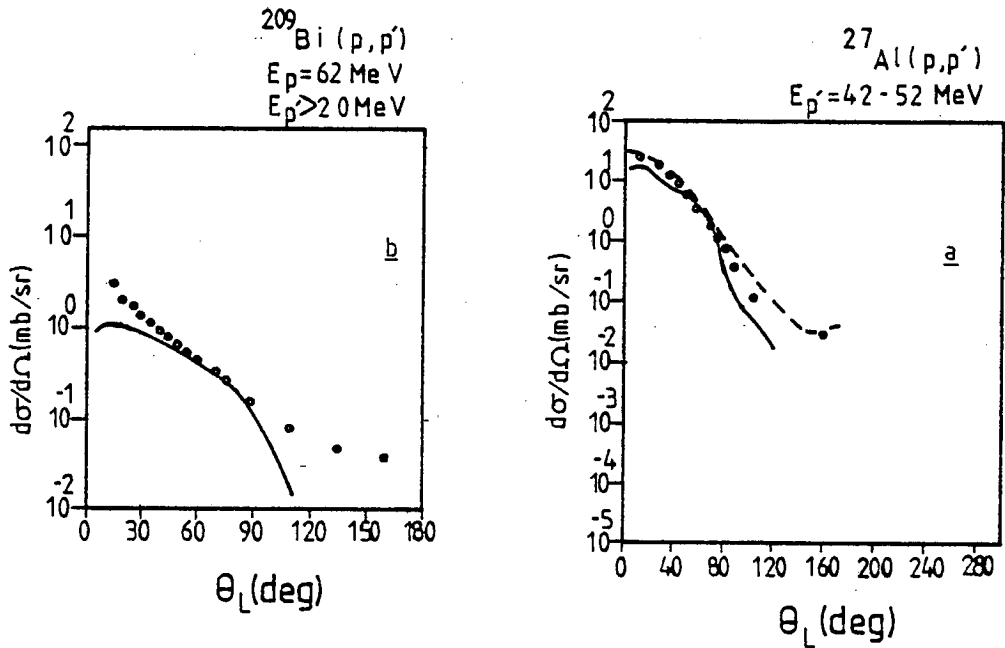 209Bi(p,p')
Ep=62 MeV
Ep'>20MeV
10^2
10^1
10^0
10^-1
10^-2
dσ/dΩ(mb/sr)
b
0 30 60 90 120 150 180
θL(deg)
27Al(p,p')
Ep'=42-52 MeV
10^2
10^1
10^0
10^-1
10^-2
10^-3
10^-4
10^-5
dσ/dΩ(mb/sr)
a
0 40 80 120 160 200 240 280
θL(deg)